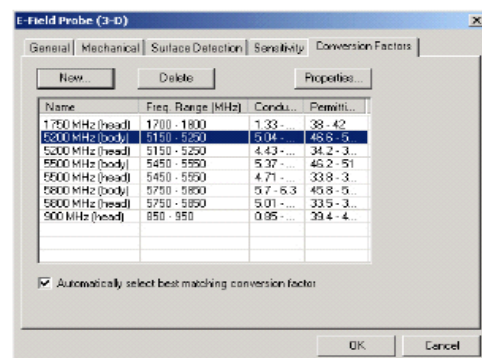 E-Field Probe (3-D)
General Mechanical Surface Detection Sensitivity Conversion Factors
New... Delete Properties...
Name Freq. Range (MHz) Condu... Permitti...
1750 MHz (head) 1700 - 1800 1.33 -... 38 - 42
5200 MHz (body) 5150 - 5250 5.04 -... 46.6 - 5...
5200 MHz (head) 5150 - 5250 4.43 -... 34.2 - 3...
5500 MHz (body) 5450 - 5550 5.37 -... 46.2 - 51
5500 MHz (head) 5450 - 5550 4.71 -... 33.8 - 3...
5800 MHz (body) 5750 - 5850 5.7 - 6.3 45.8 - 5...
5800 MHz (head) 5750 - 5850 5.01 -... 33.5 - 3...
900 MHz (head) 850 - 950 0.85 -... 39.4 - 4...
Automatically select best matching conversion factor
OK Cancel